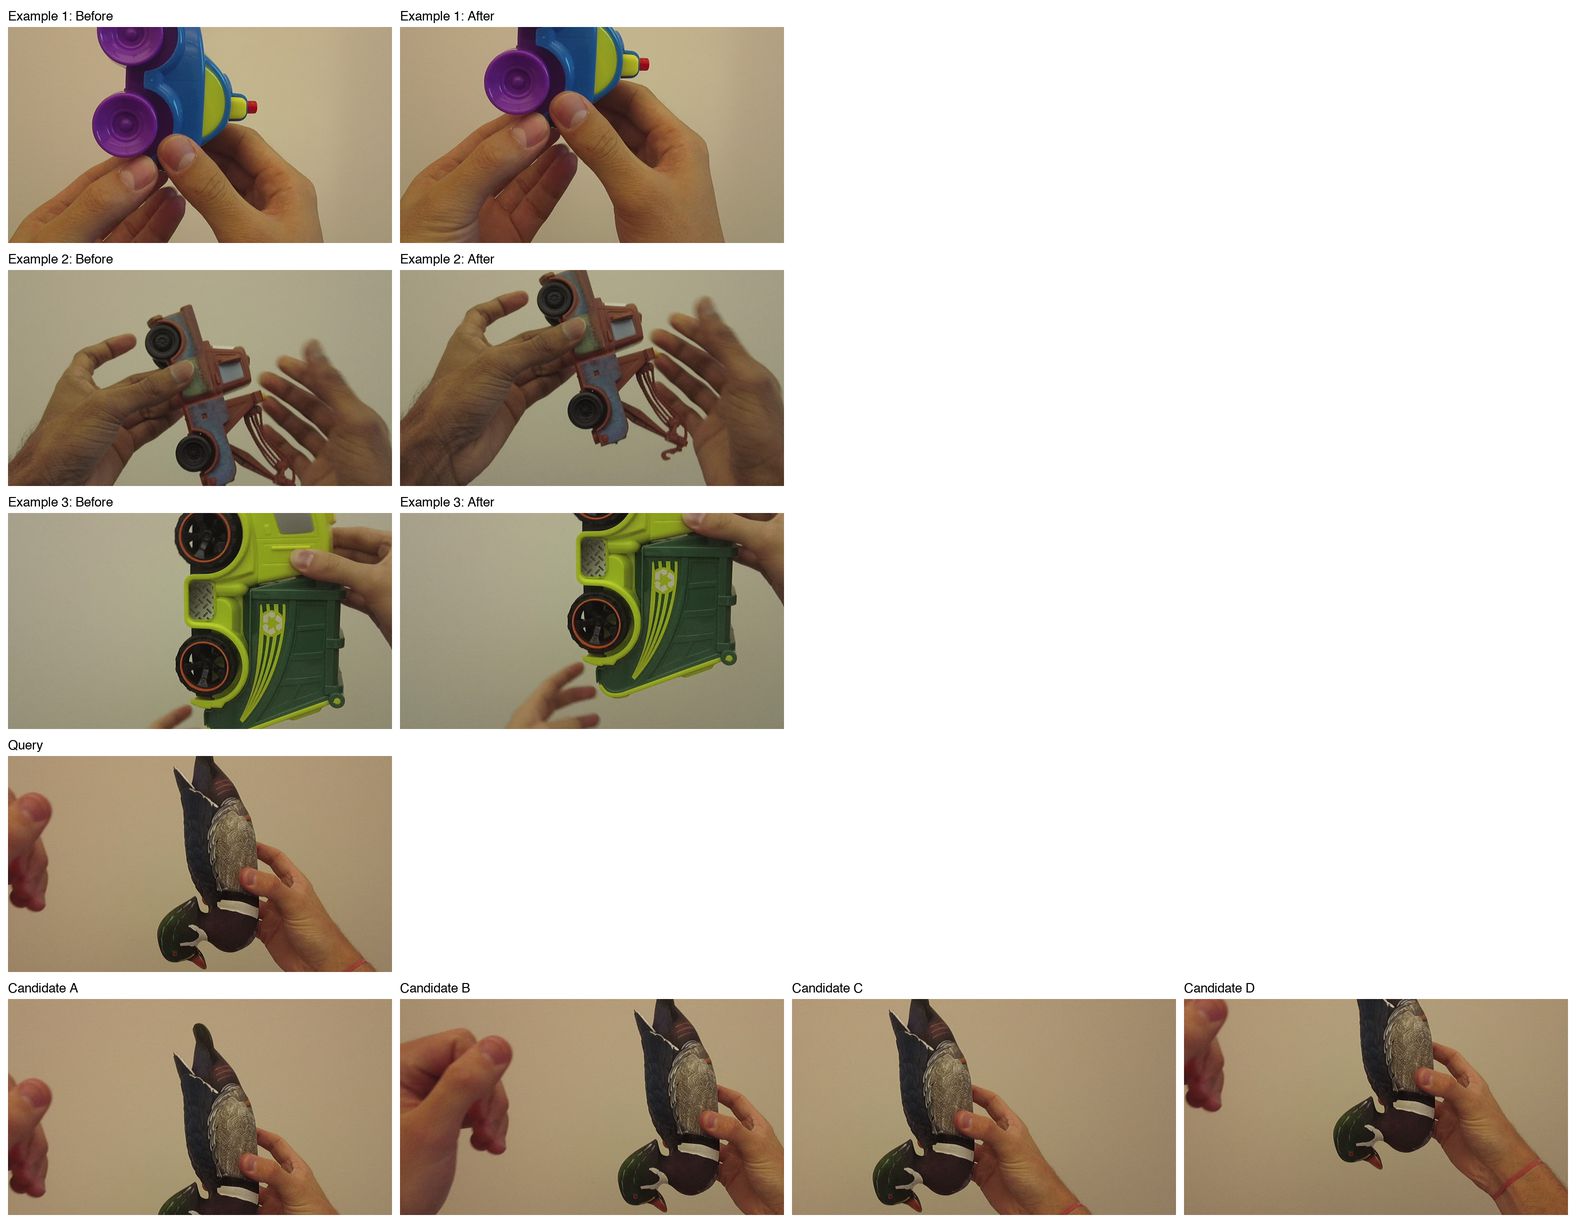 Example 1: Before
Example 1: After
Example 2: Before
Example 2: After
Example 3: Before
Example 3: After
Query
Candidate A
Candidate B
Candidate C
Candidate D